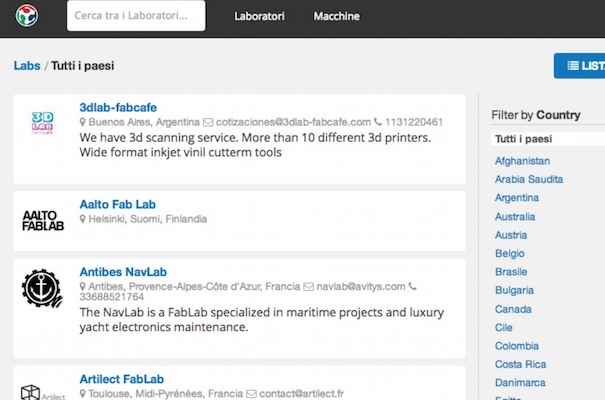 Cerca tra i Laboratori...
Laboratori
Macchine
Labs / Tutti i paesi
LIST
3D
LAB
3dlab-fabcafe
Buenos Aires, Argentina cotizaciones@3dlab-fabcafe.com 1131220461
We have 3d scanning service. More than 10 different 3d printers.
Wide format inkjet vinil cutterm tools
AALTO
FABLAB
Aalto Fab Lab
Helsinki, Suomi, Finlandia
Antibes NavLab
Antibes, Provence-Alpes-Côte d'Azur, Francia navlab@avitys.com
33688521764
The NavLab is a FabLab specialized in maritime projects and luxury
yacht electronics maintenance.
Artilect
Artilect FabLab
Toulouse, Midi-Pyrénées, Francia contact@artilect.fr
Filter by Country
Tutti i paesi
Afghanistan
Arabia Saudita
Argentina
Australia
Austria
Belgio
Brasile
Bulgaria
Canada
Cile
Colombia
Costa Rica
Danimarca